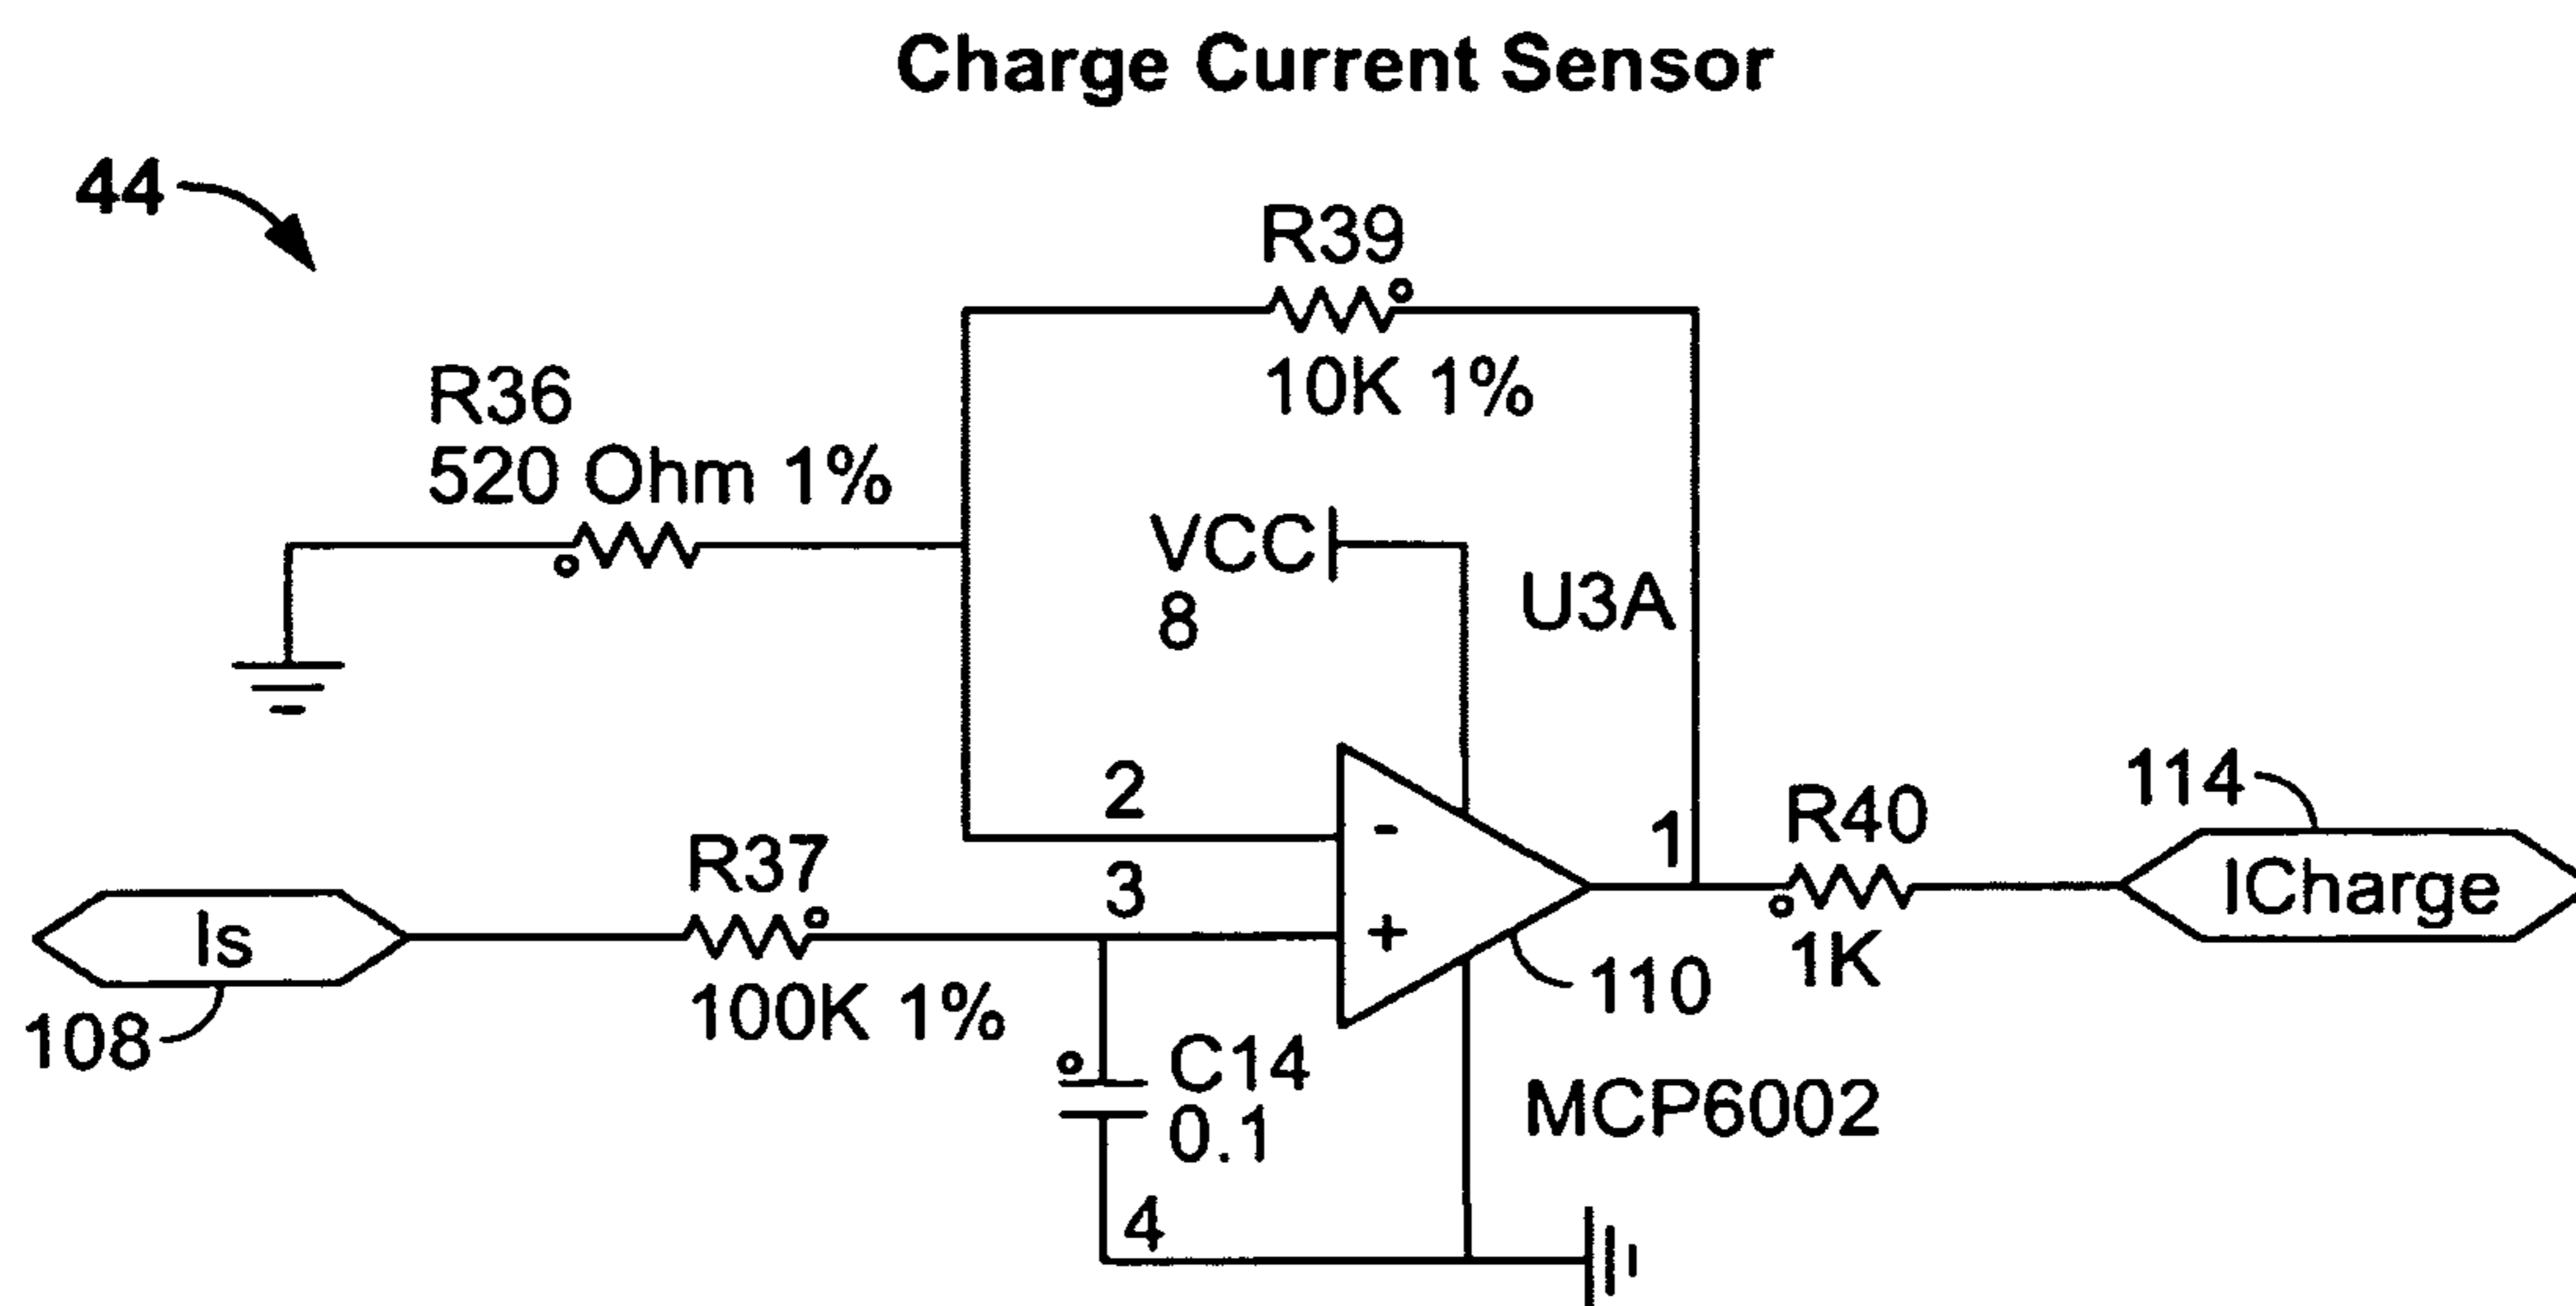 Charge Current Sensor
44
R39
10K 1%
R36
520 Ohm 1%
VCC
8
U3A
2
-
1
R40
1K
114
ICharge
R37
100K 1%
3
+
Is
108
110
C14
0.1
MCP6002
4